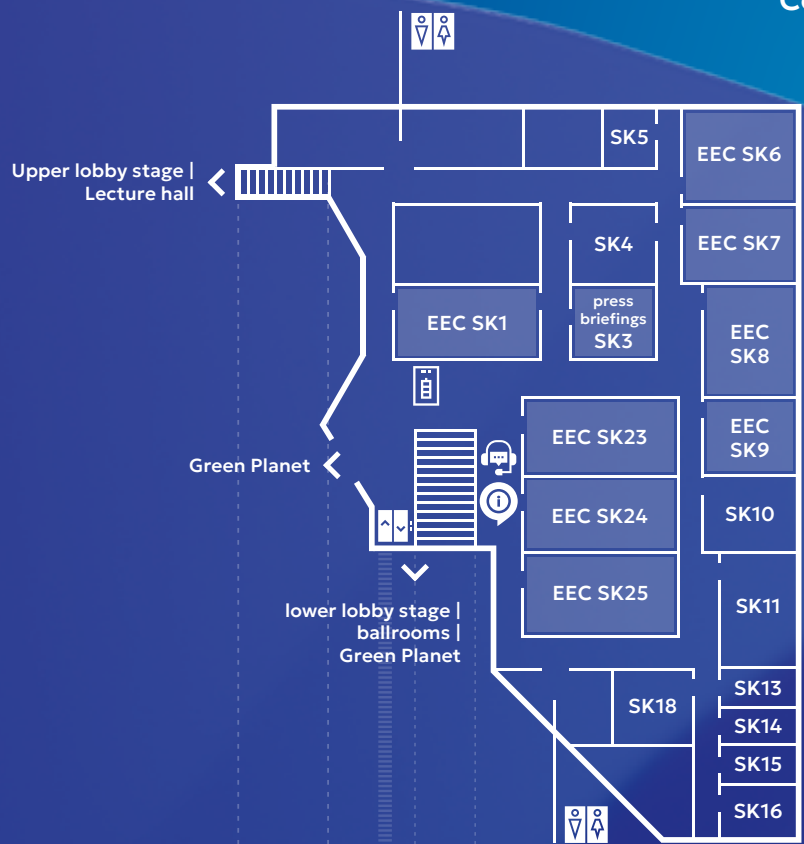 Upper lobby stage |
Lecture hall
SK5
EEC SK6
SK4
EEC SK7
press
briefings
SK3
EEC SK1
EEC
SK8
EEC SK23
EEC
SK9
Green Planet
EEC SK24
SK10
EEC SK25
lower lobby stage |
ballrooms |
Green Planet
SK11
SK13
SK18
SK14
SK15
SK16